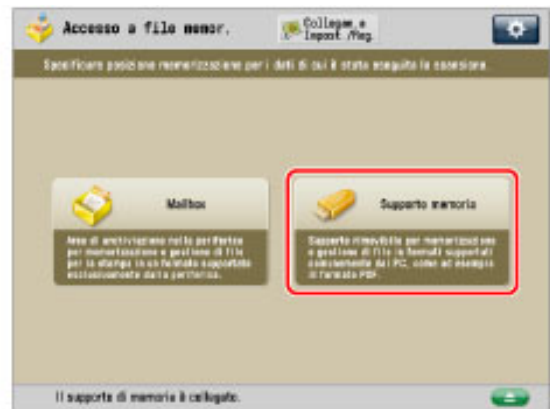 Accesso a file memor.
Collegam. a
Impost./Reg.
Specificare posizione memorizzazione per i dati di cui è stata eseguita la scansione.
Mailbox
Area di archiviazione nella periferica
per memorizzazione e gestione di file
per la stampa in un formato supportato
esclusivamente dalla periferica.
Supporto memoria
Supporto rimovibile per memorizzazione
e gestione di file in formati supportati
comunemente dai PC, come ad esempio
il formato PDF.
Il supporto di memoria è collegato.